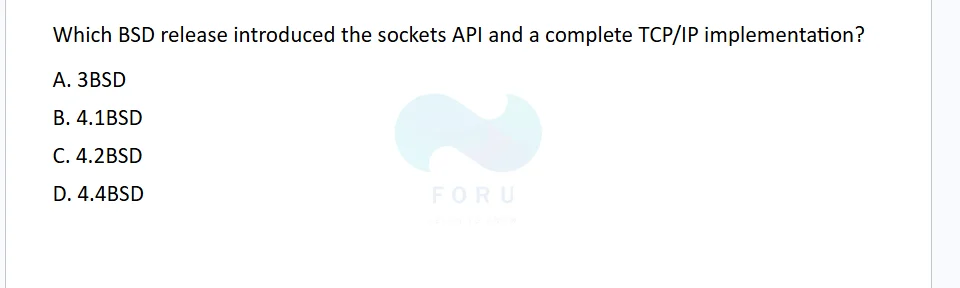 Which BSD release introduced the sockets API and a complete TCP/IP implementation?
A. 3BSD
B. 4.1BSD
C. 4.2BSD
D. 4.4BSD
FORU